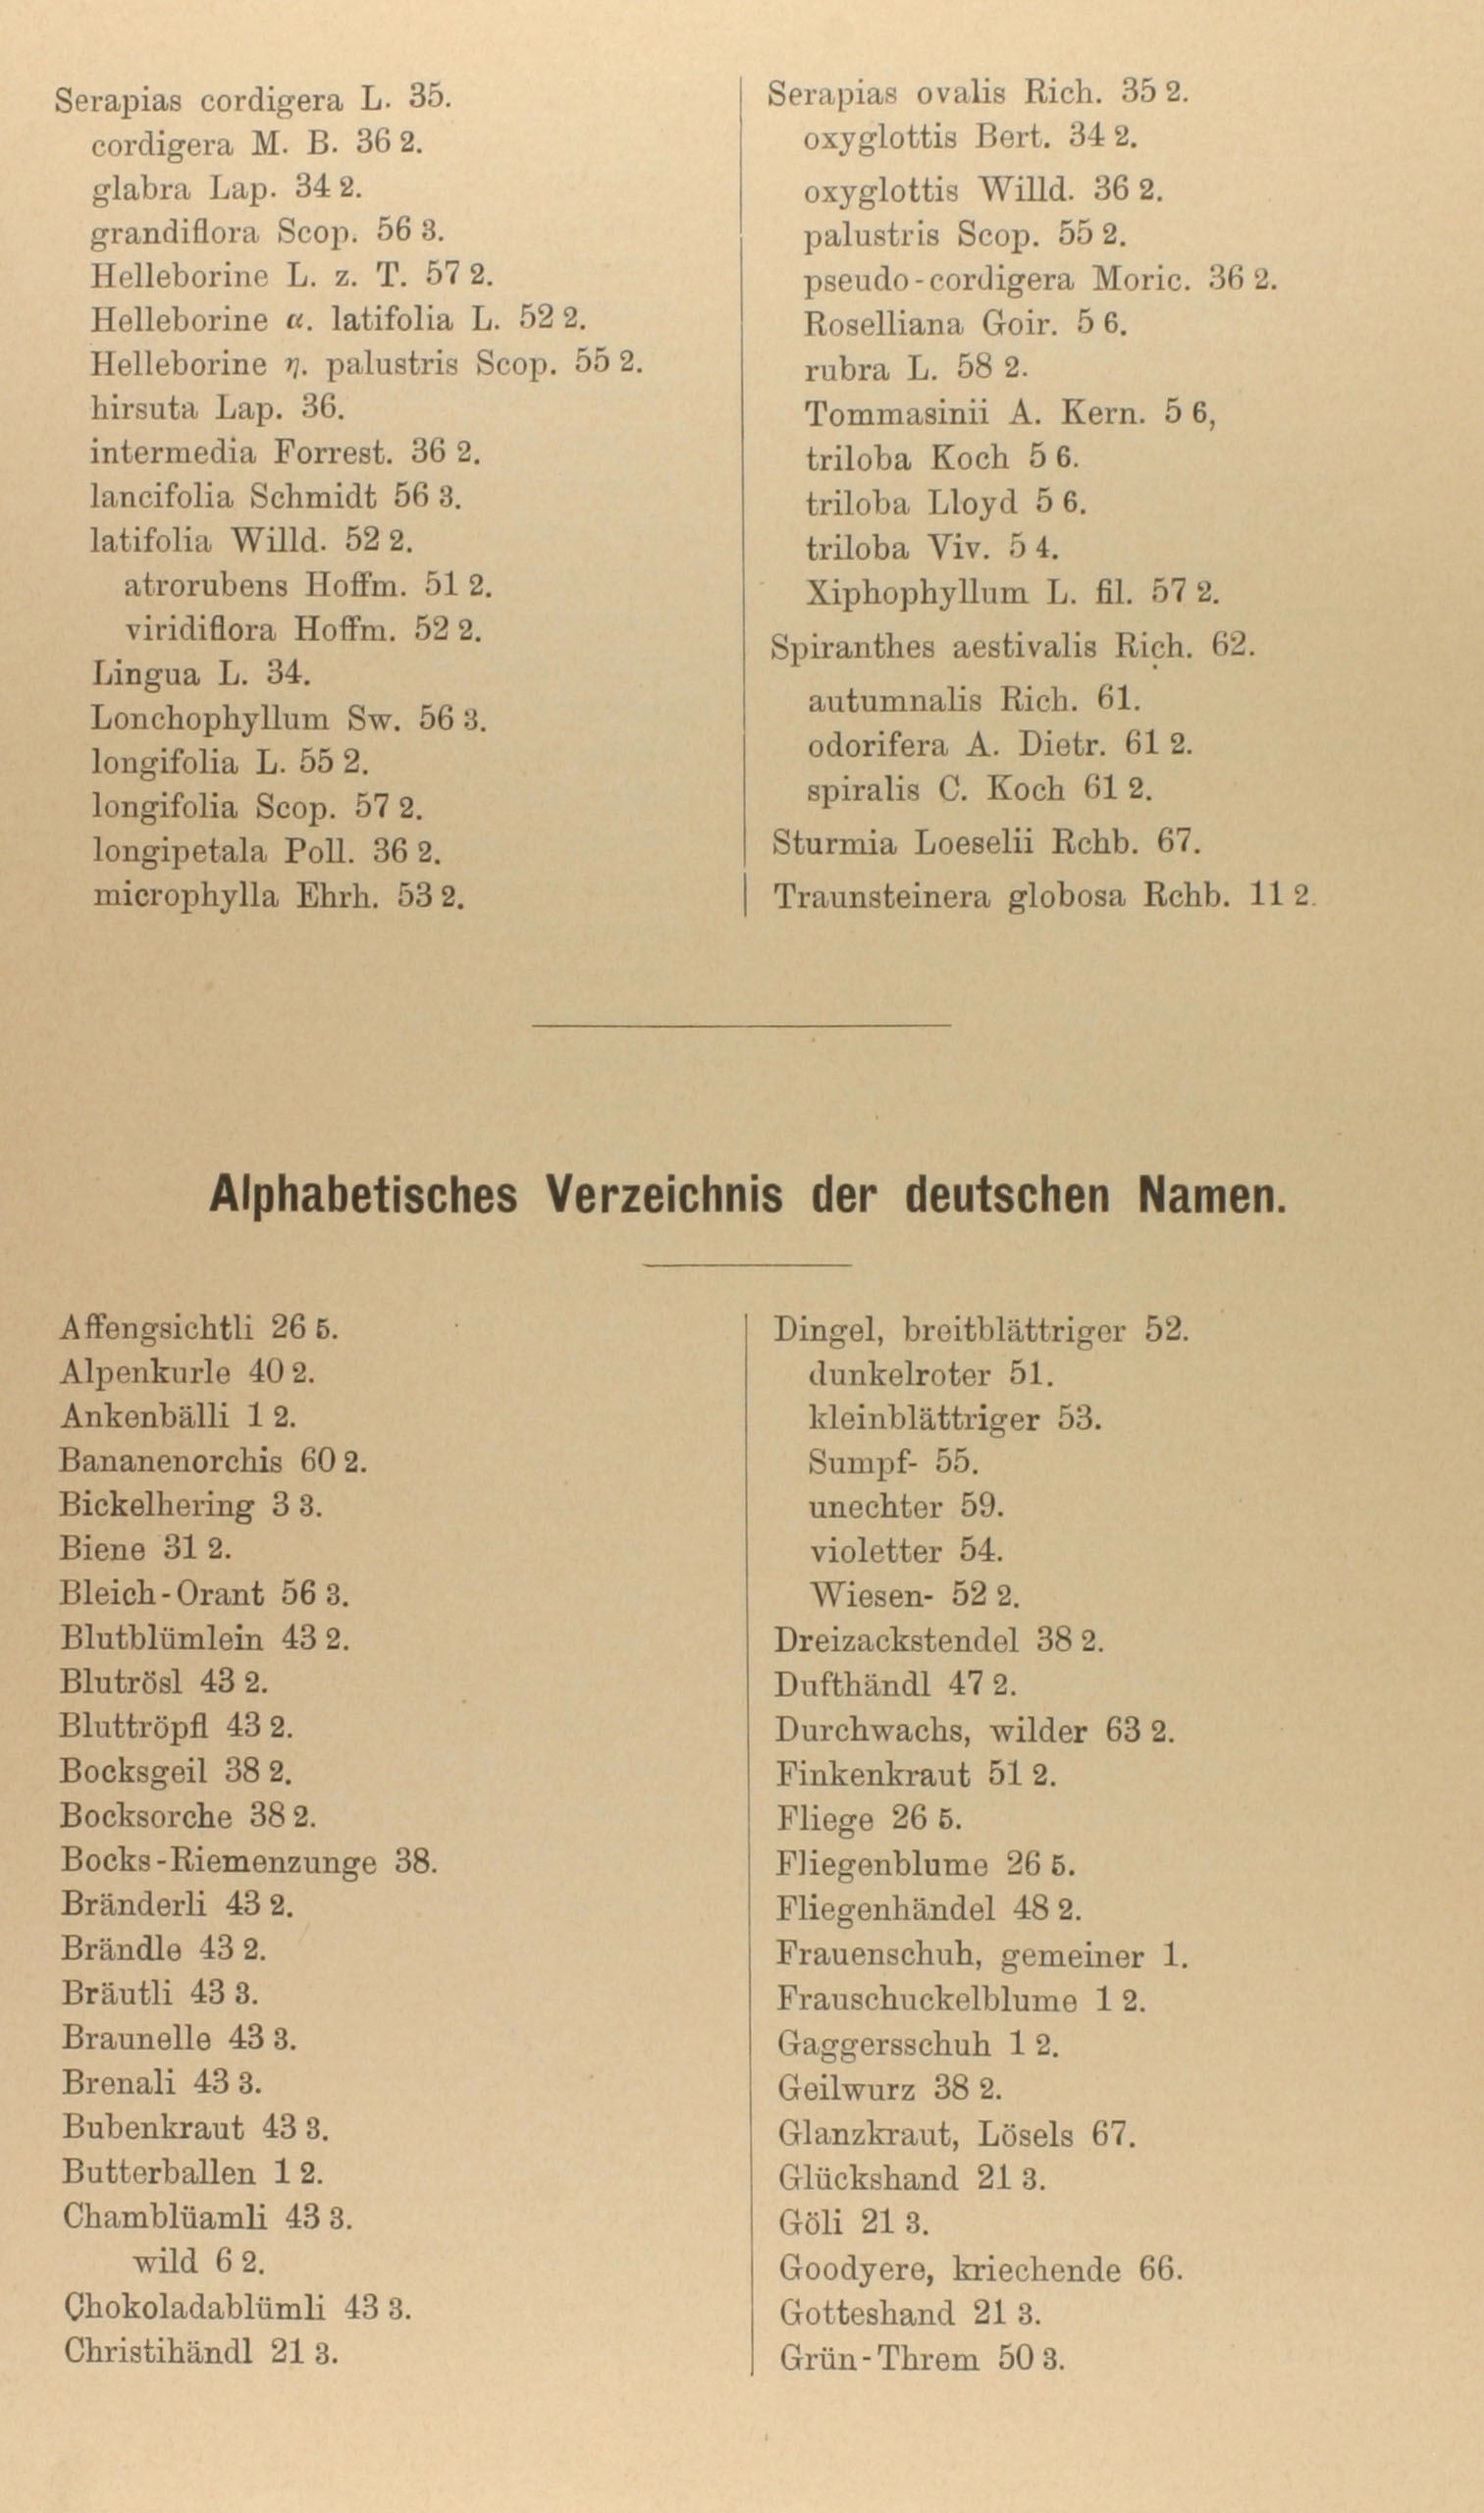 Serapias cordigera L. 35.
cordigera M. B. 36 2.
glabra Lap. 34 2.
grandiflora Scop. 56 3.
Helleborine L. z. T. 57 2.
Helleborine α. latifolia L. 52 2.
Helleborine η. palustris Scop. 55 2.
hirsuta Lap. 36.
intermedia Forrest. 36 2.
lancifolia Schmidt 56 3.
latifolia Willd. 52 2.
atrorubens Hoffm. 51 2.
viridiflora Hoffm. 52 2.
Lingua L. 34.
Lonchophyllum Sw. 56 3.
longifolia L. 55 2.
longifolia Scop. 57 2.
longipetala Poll. 36 2.
microphylla Ehrh. 53 2.
Serapias ovalis Rich. 35 2.
oxyglottis Bert. 34 2.
oxyglottis Willd. 36 2.
palustris Scop. 55 2.
pseudo-cordigera Moric. 36 2.
Roselliana Goir. 5 6.
rubra L. 58 2.
Tommasinii A. Kern. 5 6,
triloba Koch 5 6.
triloba Lloyd 5 6.
triloba Viv. 5 4.
Xiphophyllum L. fil. 57 2.
Spiranthes aestivalis Rich. 62.
autumnalis Rich. 61.
odorifera A. Dietr. 61 2.
spiralis C. Koch 61 2.
Sturmia Loeselii Rchb. 67.
Traunsteinera globosa Rchb. 11 2.
Alphabetisches Verzeichnis der deutschen Namen.
Affengsichtli 26 5.
Alpenkurle 40 2.
Ankenbälli 1 2.
Bananenorchis 60 2.
Bickelhering 3 3.
Biene 31 2.
Bleich-Orant 56 3.
Blutblümlein 43 2.
Blutrösl 43 2.
Bluttröpfl 43 2.
Bocksgeil 38 2.
Bocksorche 38 2.
Bocks-Riemenzunge 38.
Bränderli 43 2.
Brändle 43 2.
Bräutli 43 3.
Braunelle 43 3.
Brenali 43 3.
Bubenkraut 43 3.
Butterballen 1 2.
Chamblüamli 43 3.
wild 6 2.
Chokoladablümli 43 3.
Christihändl 21 3.
Dingel, breitblättriger 52.
dunkelroter 51.
kleinblättriger 53.
Sumpf- 55.
unechter 59.
violetter 54.
Wiesen- 52 2.
Dreizackstendel 38 2.
Dufthändl 47 2.
Durchwachs, wilder 63 2.
Finkenkraut 51 2.
Fliege 26 5.
Fliegenblume 26 5.
Fliegenhändel 48 2.
Frauenschuh, gemeiner 1.
Frauschuckelblume 1 2.
Gaggersschuh 1 2.
Geilwurz 38 2.
Glanzkraut, Lösels 67.
Glückshand 21 3.
Göli 21 3.
Goodyere, kriechende 66.
Gotteshand 21 3.
Grün-Threm 50 3.